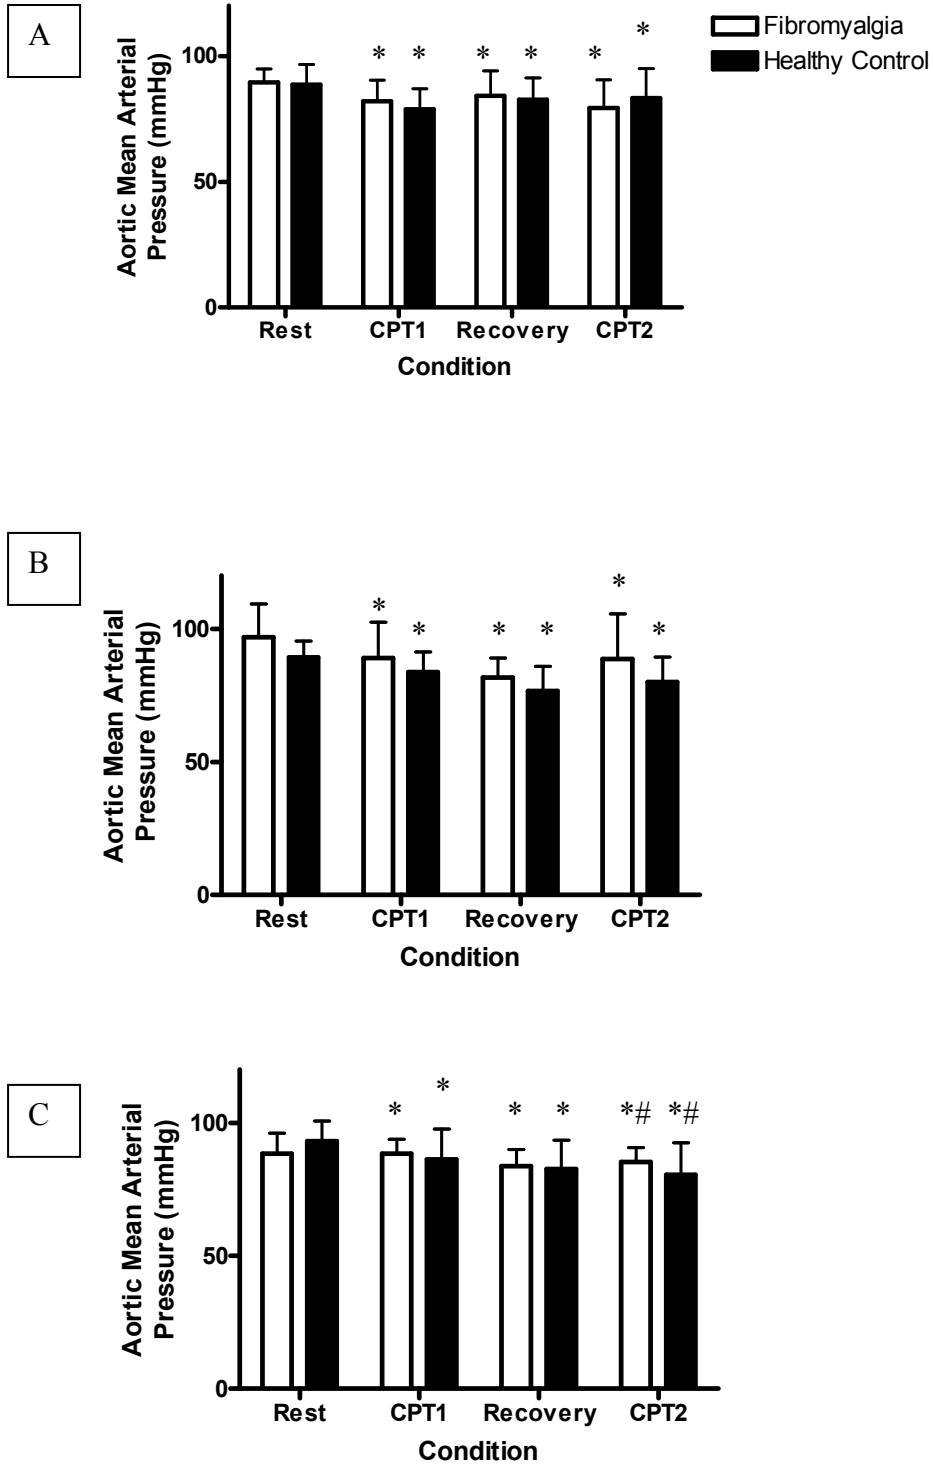 A
Fibromyalgia
Healthy Control
Aortic Mean Arterial
Pressure (mmHg)
* * * * * *
100
50
0
Rest CPT1 Recovery CPT2
Condition
B
Aortic Mean Arterial
Pressure (mmHg)
* * * * * *
100
50
0
Rest CPT1 Recovery CPT2
Condition
C
Aortic Mean Arterial
Pressure (mmHg)
* * * * *# *#
100
50
0
Rest CPT1 Recovery CPT2
Condition